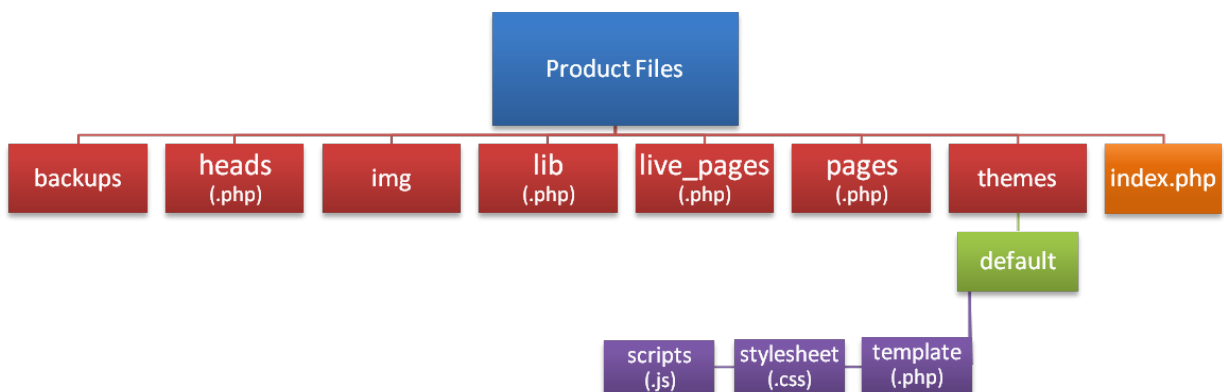 Product Files
backups
heads
(.php)
img
lib
(.php)
live_pages
(.php)
pages
(.php)
themes
index.php
default
scripts
(.js)
stylesheet
(.css)
template
(.php)